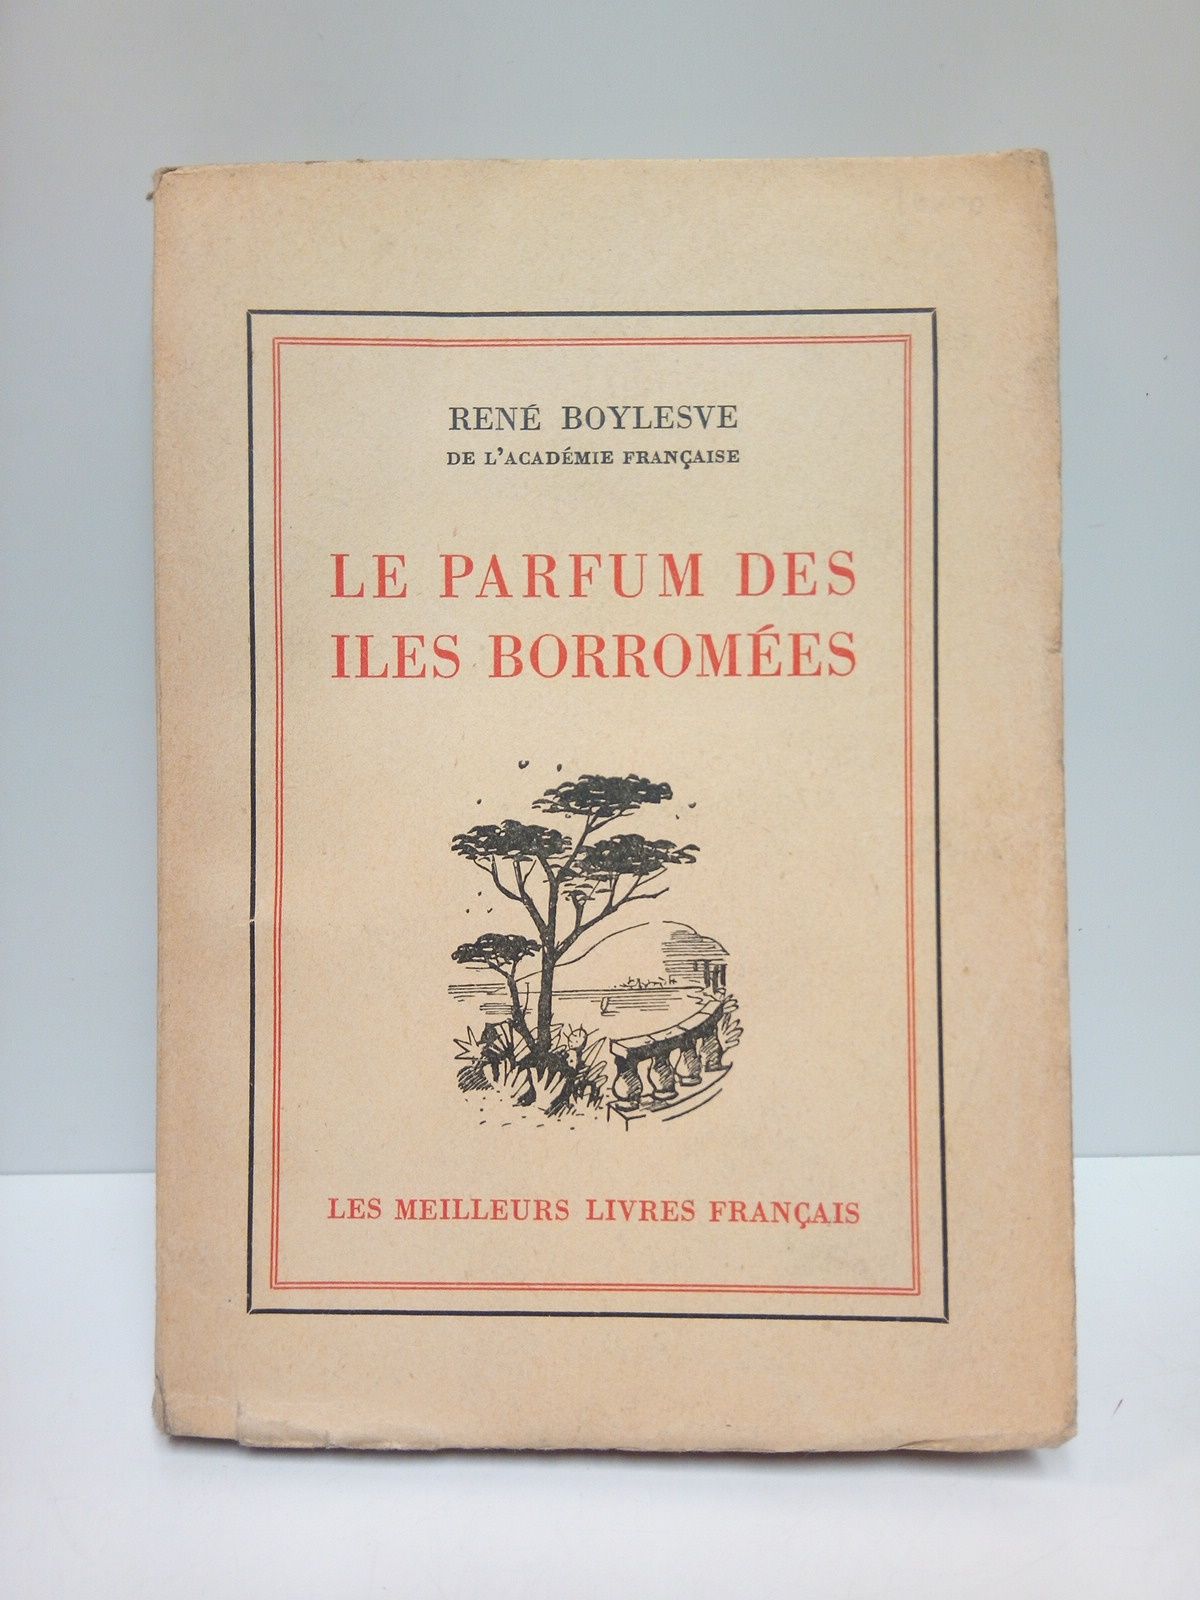 RENÉ BOYLESVE
DE L'ACADÉMIE FRANÇAISE
LE PARFUM DES
ILES BORROMÉES
LES MEILLEURS LIVRES FRANÇAIS